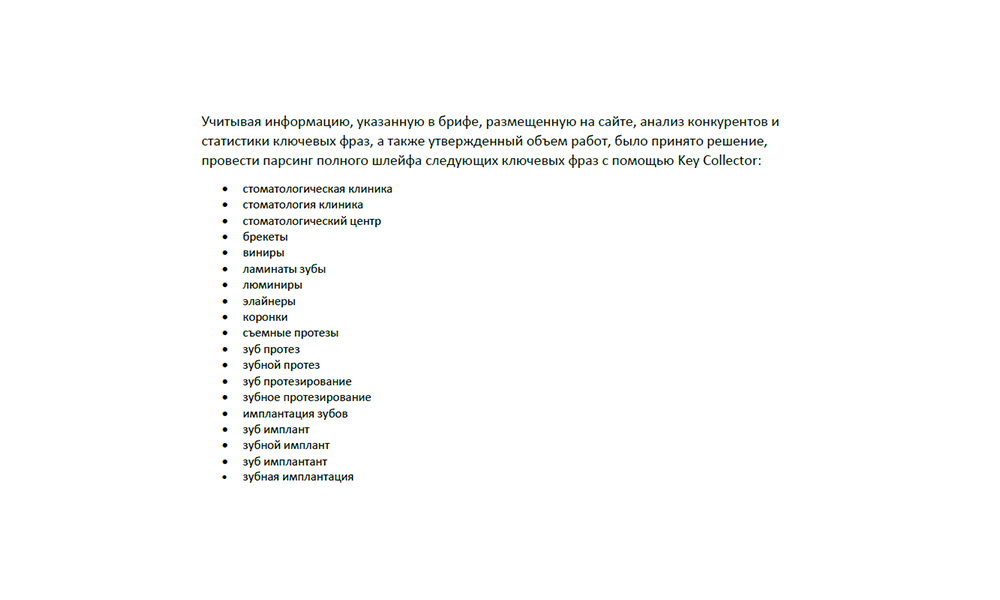 Учитывая информацию, указанную в брифе, размещенную на сайте, анализ конкурентов и
статистики ключевых фраз, а также утвержденный объем работ, было принято решение,
провести парсинг полного шлейфа следующих ключевых фраз с помощью Key Collector:
• стоматологическая клиника
• стоматология клиника
• стоматологический центр
• брекеты
• виниры
• ламинаты зубы
• люминиры
• элайнеры
• коронки
• съемные протезы
• зуб протез
• зубной протез
• зуб протезирование
• зубное протезирование
• имплантация зубов
• зуб имплант
• зубной имплант
• зуб имплантант
• зубная имплантация